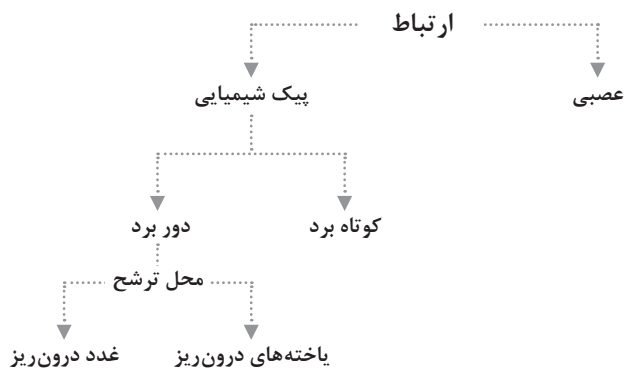 ارتباط
عصبی
پیک شیمیایی
کوتاه برد
دور برد
محل ترشح
یاخته‌های درون‌ریز
غدد درون‌ریز